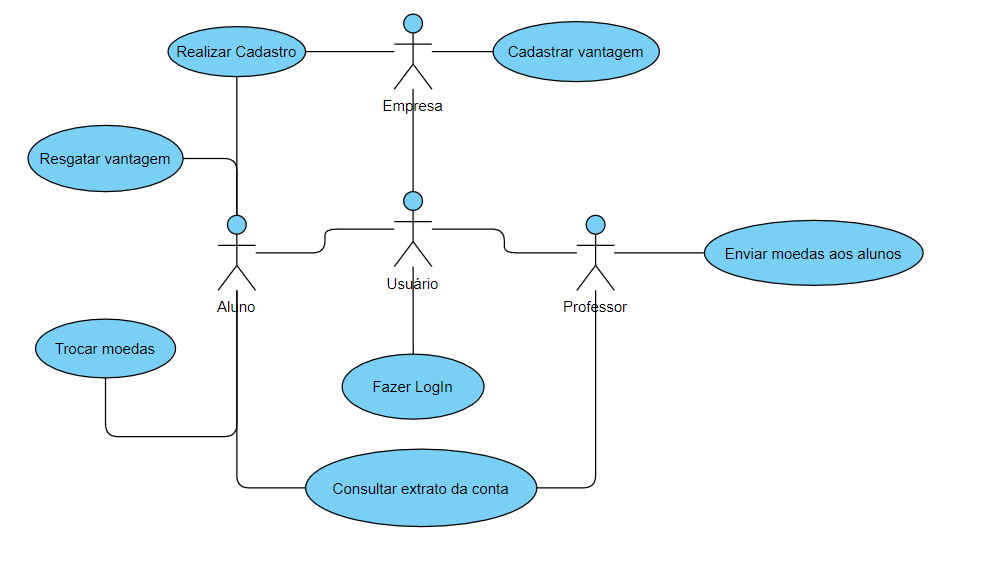 Realizar Cadastro
Cadastrar vantagem
Empresa
Resgatar vantagem
Aluno
Usuário
Professor
Enviar moedas aos alunos
Trocar moedas
Fazer LogIn
Consultar extrato da conta